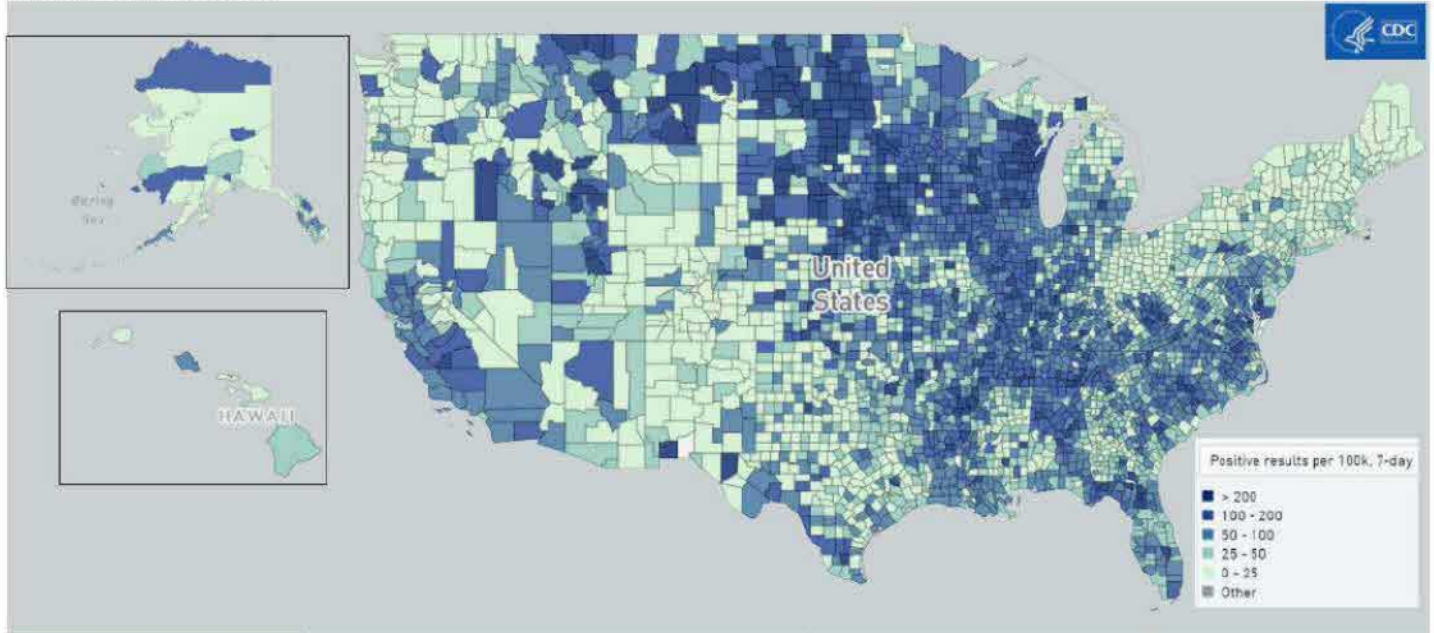 CDC
Bering
Sea
HAWAII
United
States
Positive results per 100k, 7-day
> 200
100 - 200
50 - 100
25 - 50
0 - 25
Other